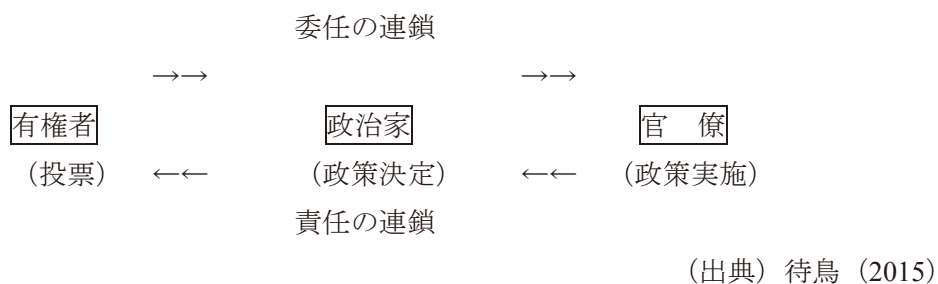 委任の連鎖
→→ →→
有権者 政治家 官 僚
（投票） ←← （政策決定） ←← （政策実施）
責任の連鎖
（出典）待鳥（2015）